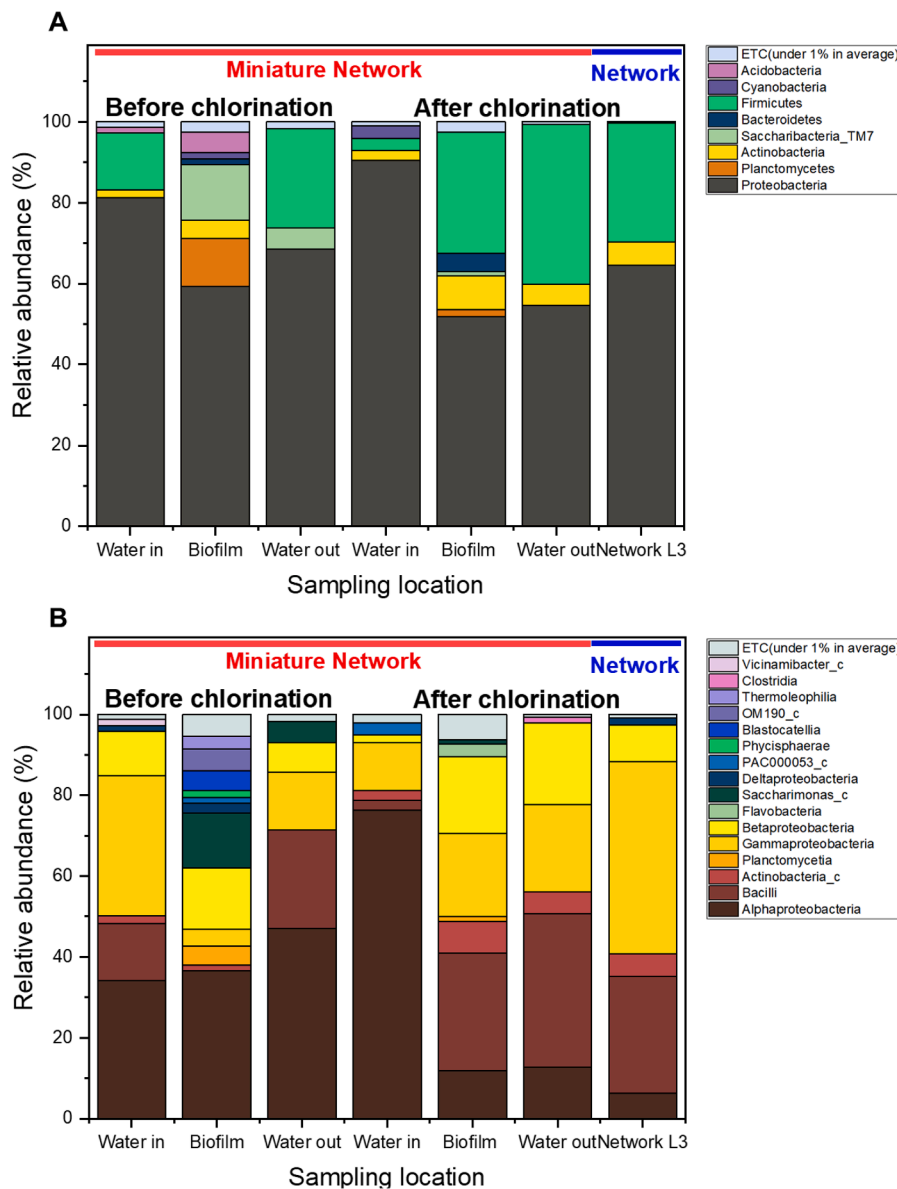 A
Miniature Network
Network
Before chlorination
After chlorination
100
80
60
40
20
0
Relative abundance (%)
Water in
Biofilm
Water out
Water in
Biofilm
Water out
Network L3
Sampling location
ETC(under 1% in average)
Acidobacteria
Cyanobacteria
Firmicutes
Bacteroidetes
Saccharibacteria_TM7
Actinobacteria
Planctomycetes
Proteobacteria
B
Miniature Network
Network
Before chlorination
After chlorination
100
80
60
40
20
0
Relative abundance (%)
Water in
Biofilm
Water out
Water in
Biofilm
Water out
Network L3
Sampling location
ETC(under 1% in average)
Vicinamibacter_c
Clostridia
Thermoleophilia
OM190_c
Blastocatellia
Phycisphaerae
PAC000053_c
Deltaproteobacteria
Saccharimonas_c
Flavobacteria
Betaproteobacteria
Gammaproteobacteria
Planctomycetia
Actinobacteria_c
Bacilli
Alphaproteobacteria